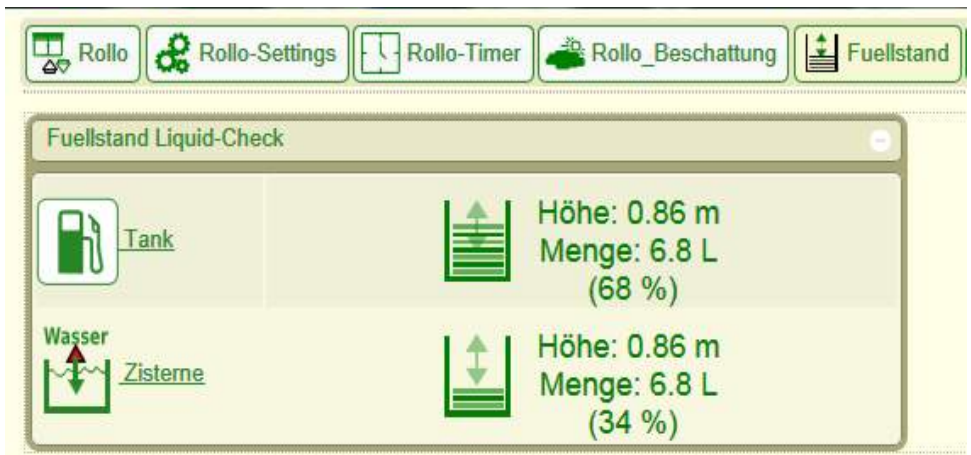 Rollo Rollo-Settings Rollo-Timer Rollo_Beschattung Fuellstand
Fuellstand Liquid-Check
Tank
Höhe: 0.86 m
Menge: 6.8 L
(68 %)
Wasser
Zisterne
Höhe: 0.86 m
Menge: 6.8 L
(34 %)